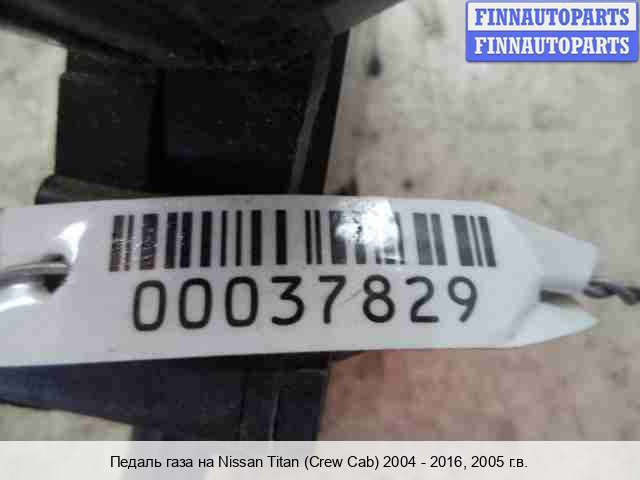 FINNAUTOPARTS
FINNAUTOPARTS
00037829
Педаль газа на Nissan Titan (Crew Cab) 2004 - 2016, 2005 г.в.